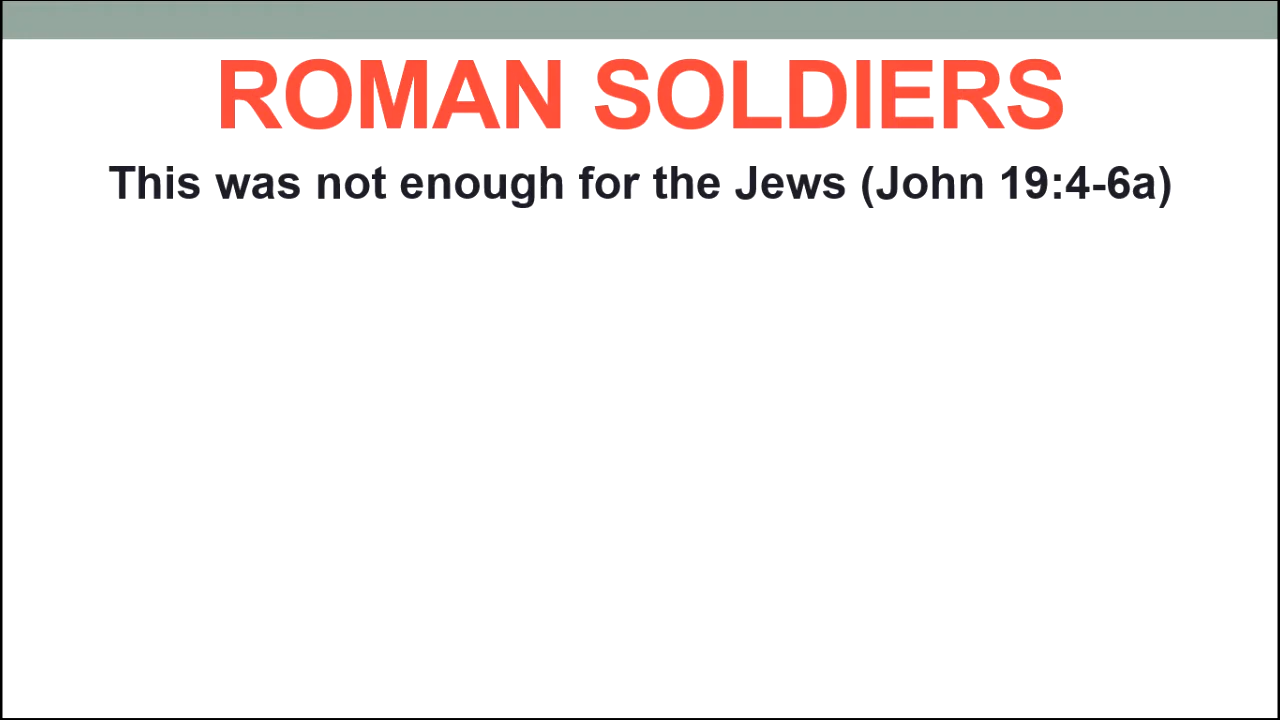 ROMAN SOLDIERS
This was not enough for the Jews (John 19:4-6a)